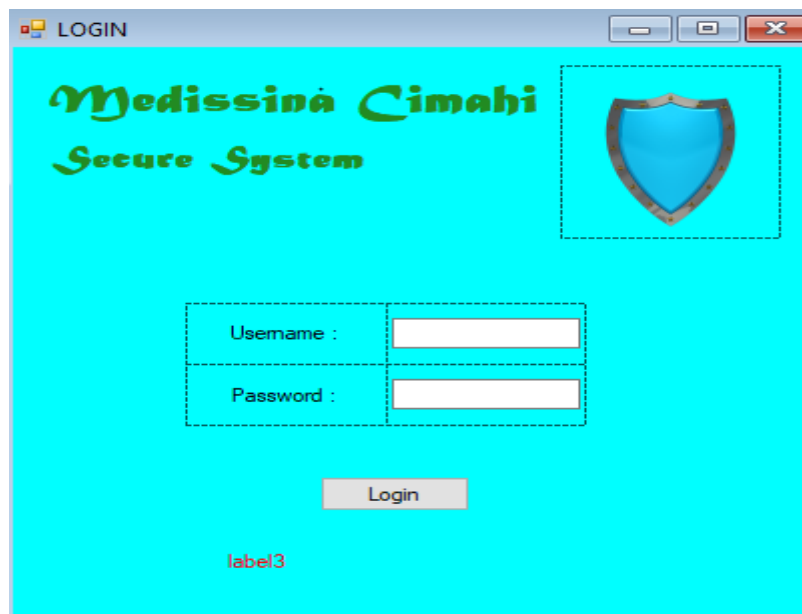 LOGIN
Medissina Cimahi
Secure System
Username :
Password :
Login
label3